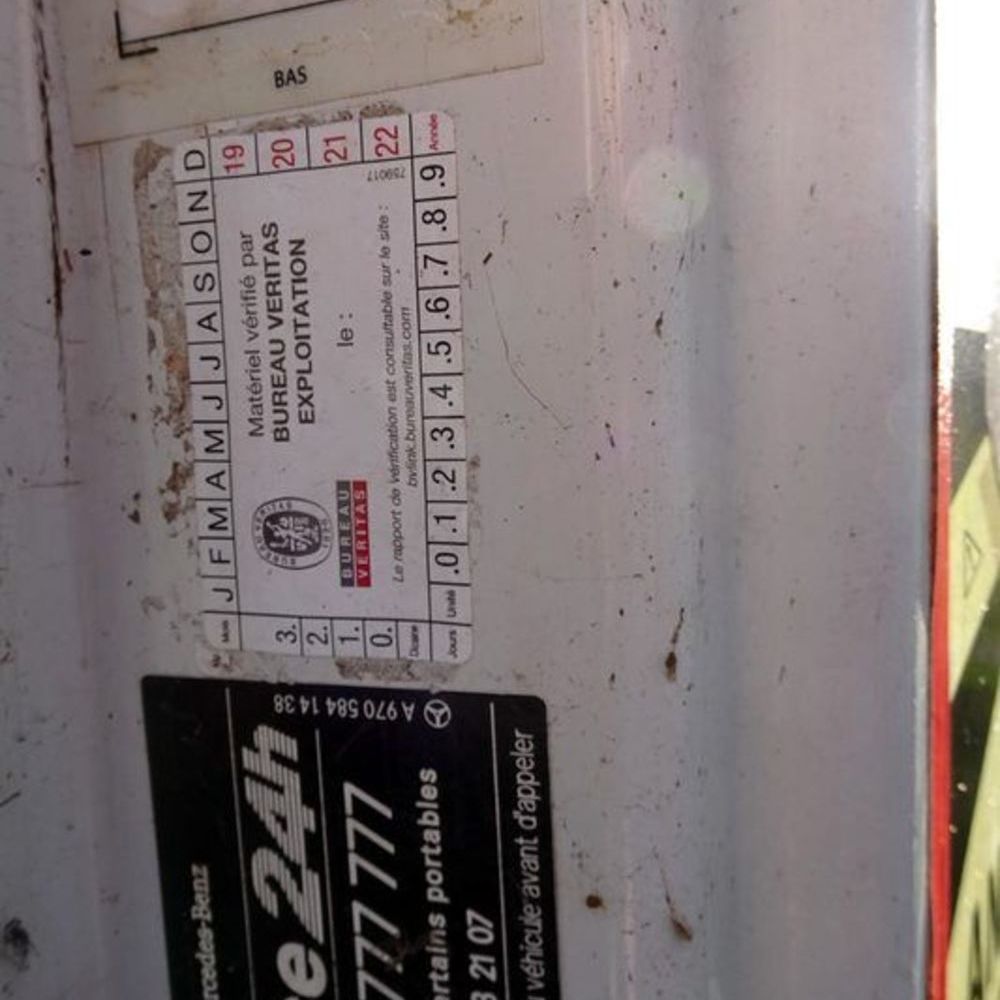 BAS
Mois J F M A M J J A S O N D
19
20
21
22
Année
Matériel vérifié par
BUREAU VERITAS
EXPLOITATION
le :
BUREAU
VERITAS
Le rapport de vérification est consultable sur le site :
bvlink.bureauveritas.com
759017
3.
2.
1.
0.
Dizaine
Jours Unité .0 .1 .2 .3 .4 .5 .6 .7 .8 .9
A 970 584 14 38
rcedes-Benz
e 24h
777 777
rtains portables
21 07
véhicule avant d'appeler